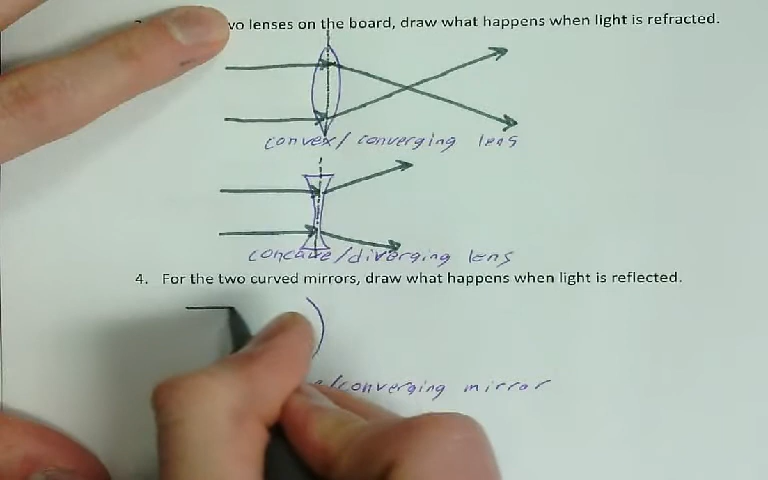 lenses on the board, draw what happens when light is refracted.
convex/converging lens
concave/diverging lens
4. For the two curved mirrors, draw what happens when light is reflected.
/converging mirror